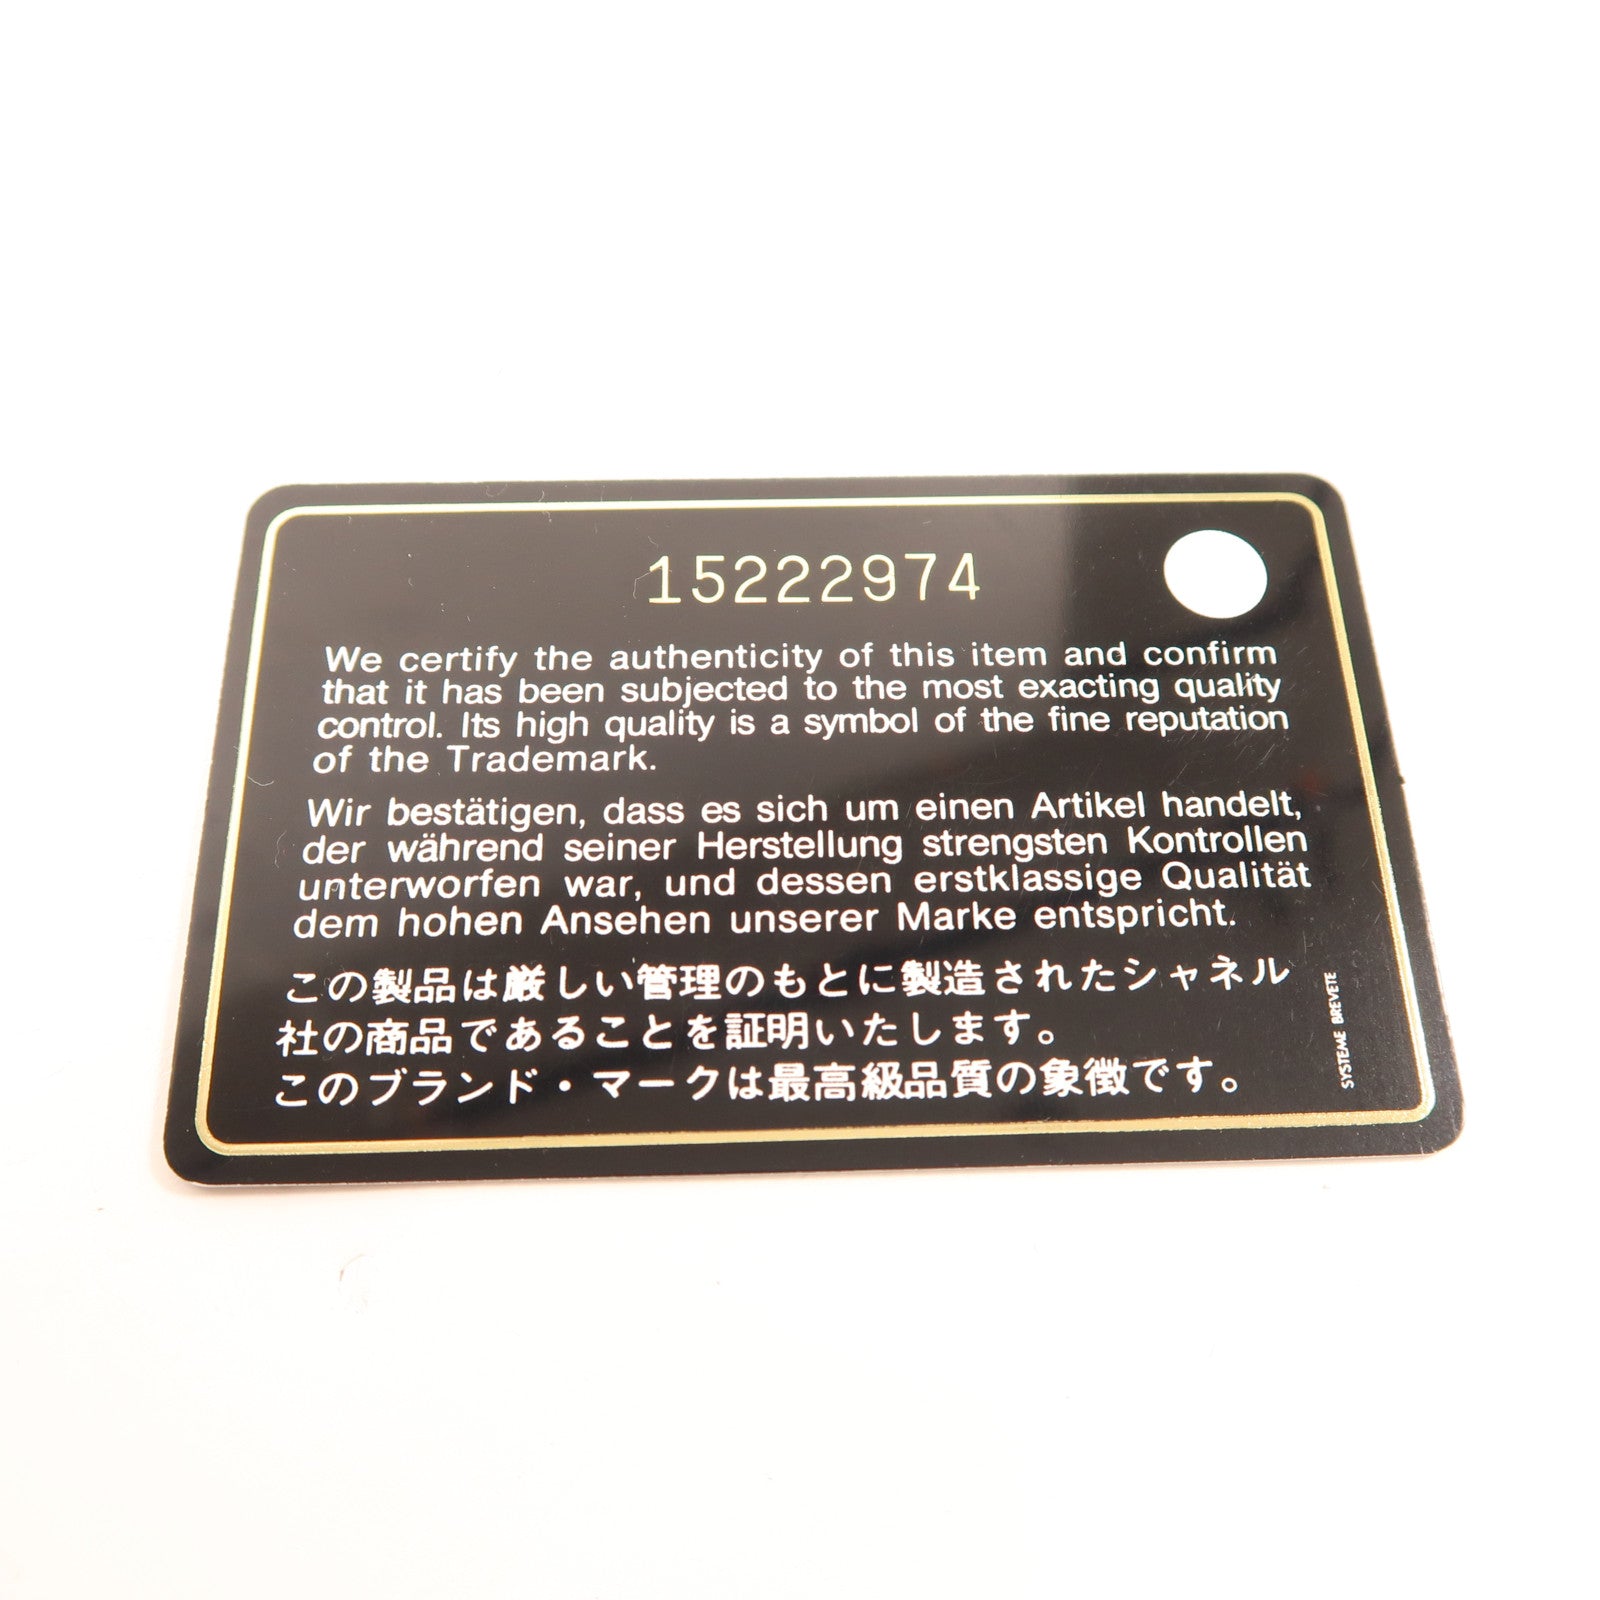 15222974
We certify the authenticity of this item and confirm
that it has been subjected to the most exacting quality
control. Its high quality is a symbol of the fine reputation
of the Trademark.
Wir bestätigen, dass es sich um einen Artikel handelt,
der während seiner Herstellung strengsten Kontrollen
unterworfen war, und dessen erstklassige Qualität
dem hohen Ansehen unserer Marke entspricht.
この製品は厳しい管理のもとに製造されたシャネル
社の商品であることを証明いたします。
このブランド・マークは最高級品質の象徴です。
SYSTEME BREVETE